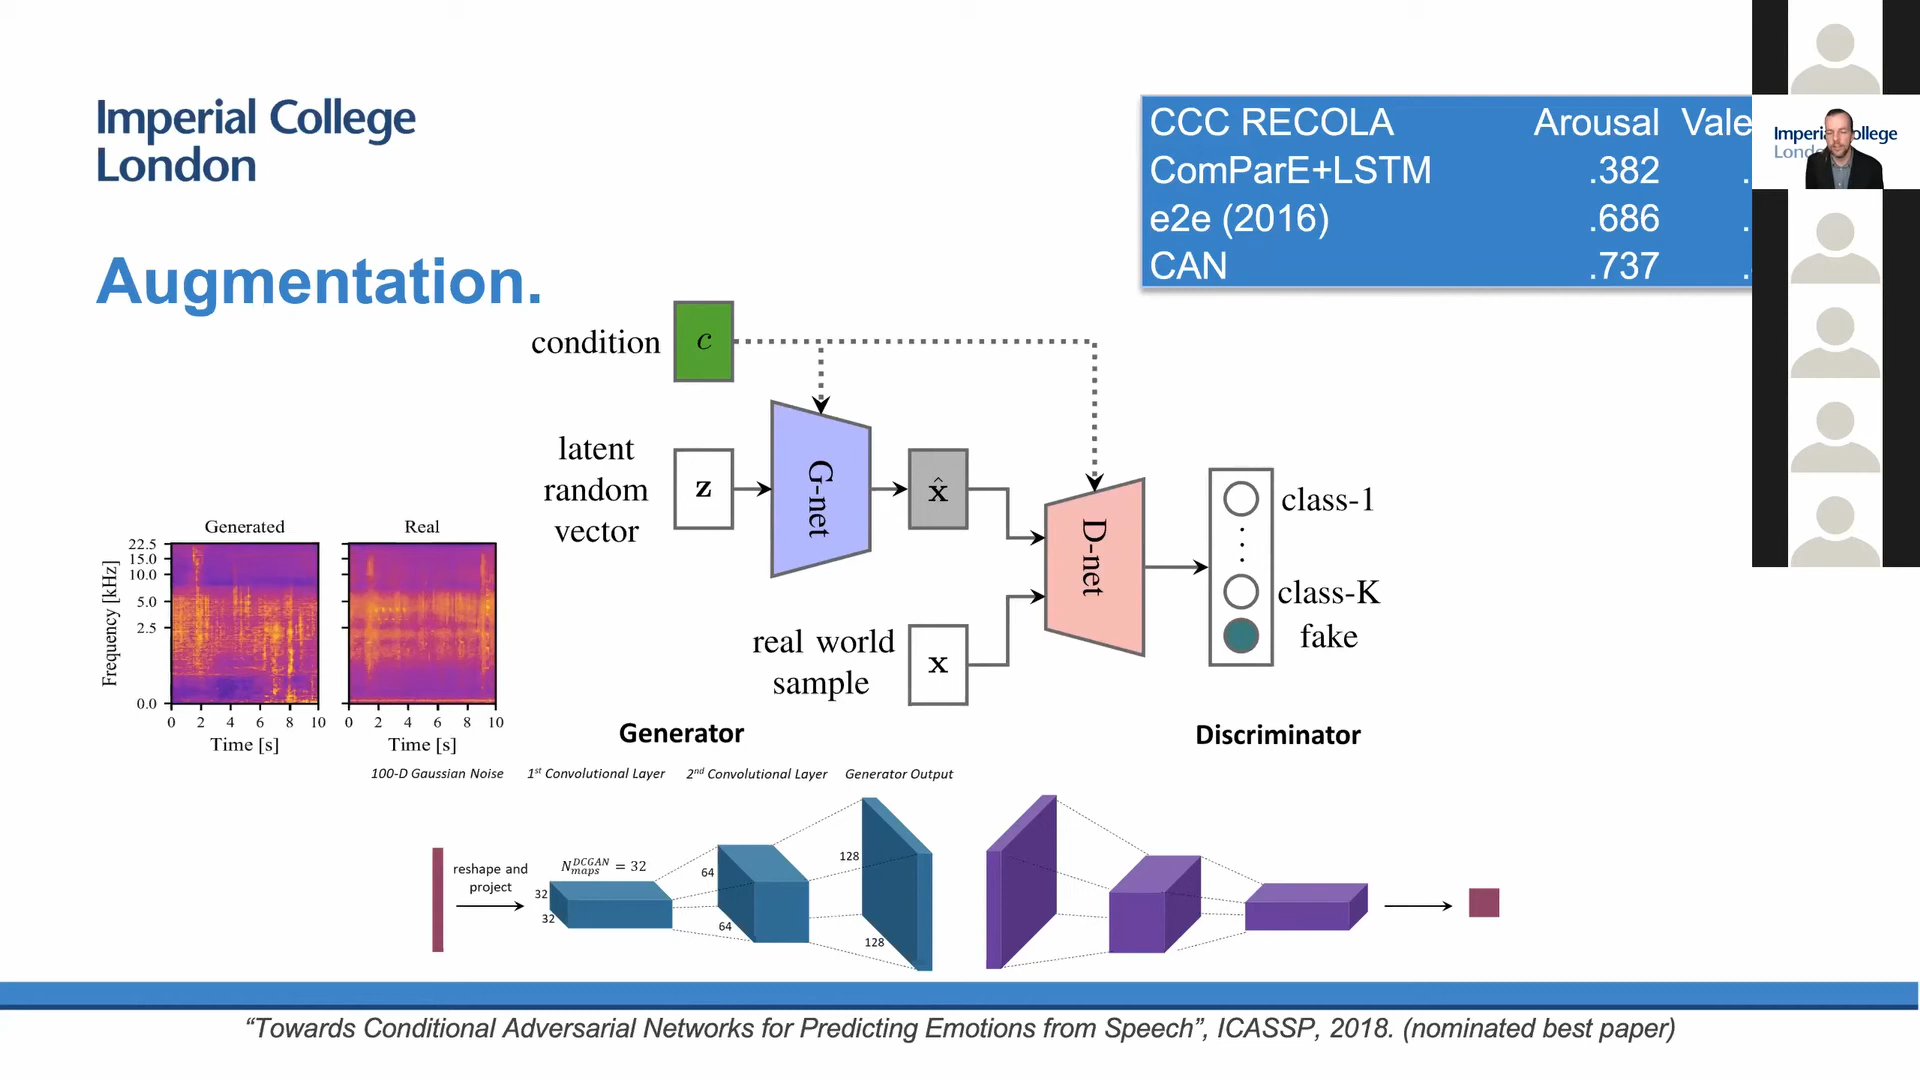 Imperial College
London
CCC RECOLA Arousal
ComParE+LSTM .382 .
e2e (2016) .686 .
CAN .737 .
Augmentation.
condition
c
latent
random
vector
z
G-net
x̂
D-net
class-1
class-K
fake
real world
sample
x
Generated
Real
Frequency [kHz]
22.5
15.0
10.0
5.0
2.5
0.0
0 2 4 6 8 10
0 2 4 6 8 10
Time [s]
Time [s]
Generator
Discriminator
100-D Gaussian Noise 1st Convolutional Layer 2nd Convolutional Layer Generator Output
reshape and
project
N_maps^DCGAN = 32
32
32
64
64
128
128
"Towards Conditional Adversarial Networks for Predicting Emotions from Speech", ICASSP, 2018. (nominated best paper)